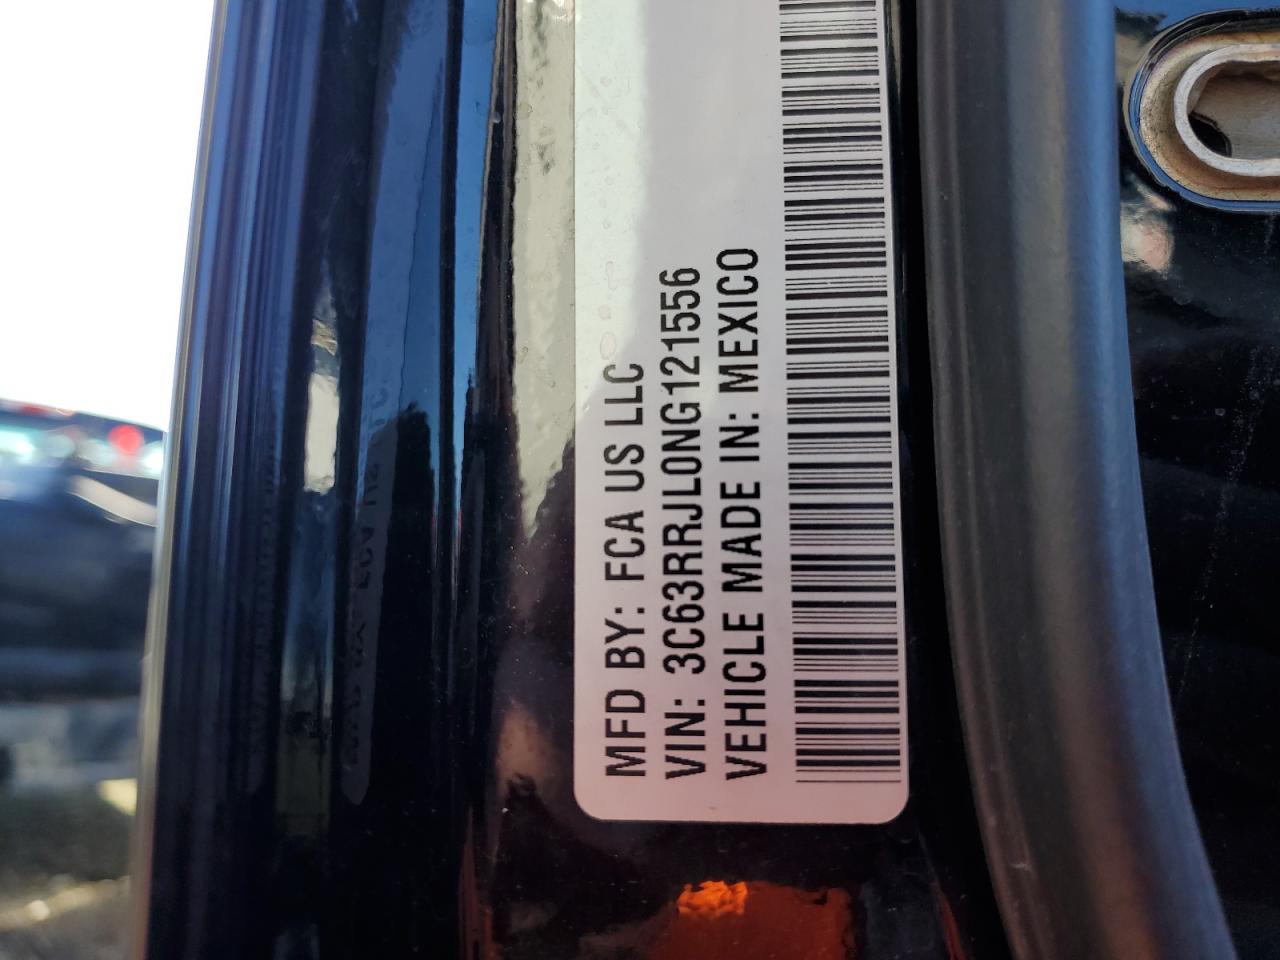 MFD BY: FCA US LLC
VIN: 3C63RRJL0NG121556
VEHICLE MADE IN: MEXICO